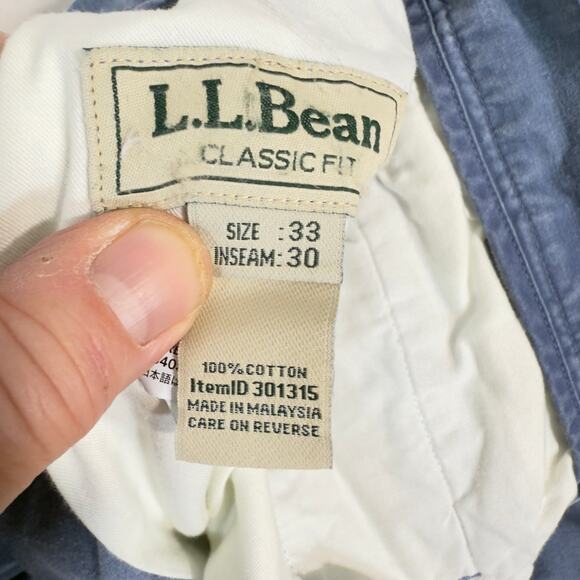 L.L.Bean
CLASSIC FIT
SIZE : 33
INSEAM: 30
100% COTTON
ItemID 301315
MADE IN MALAYSIA
CARE ON REVERSE